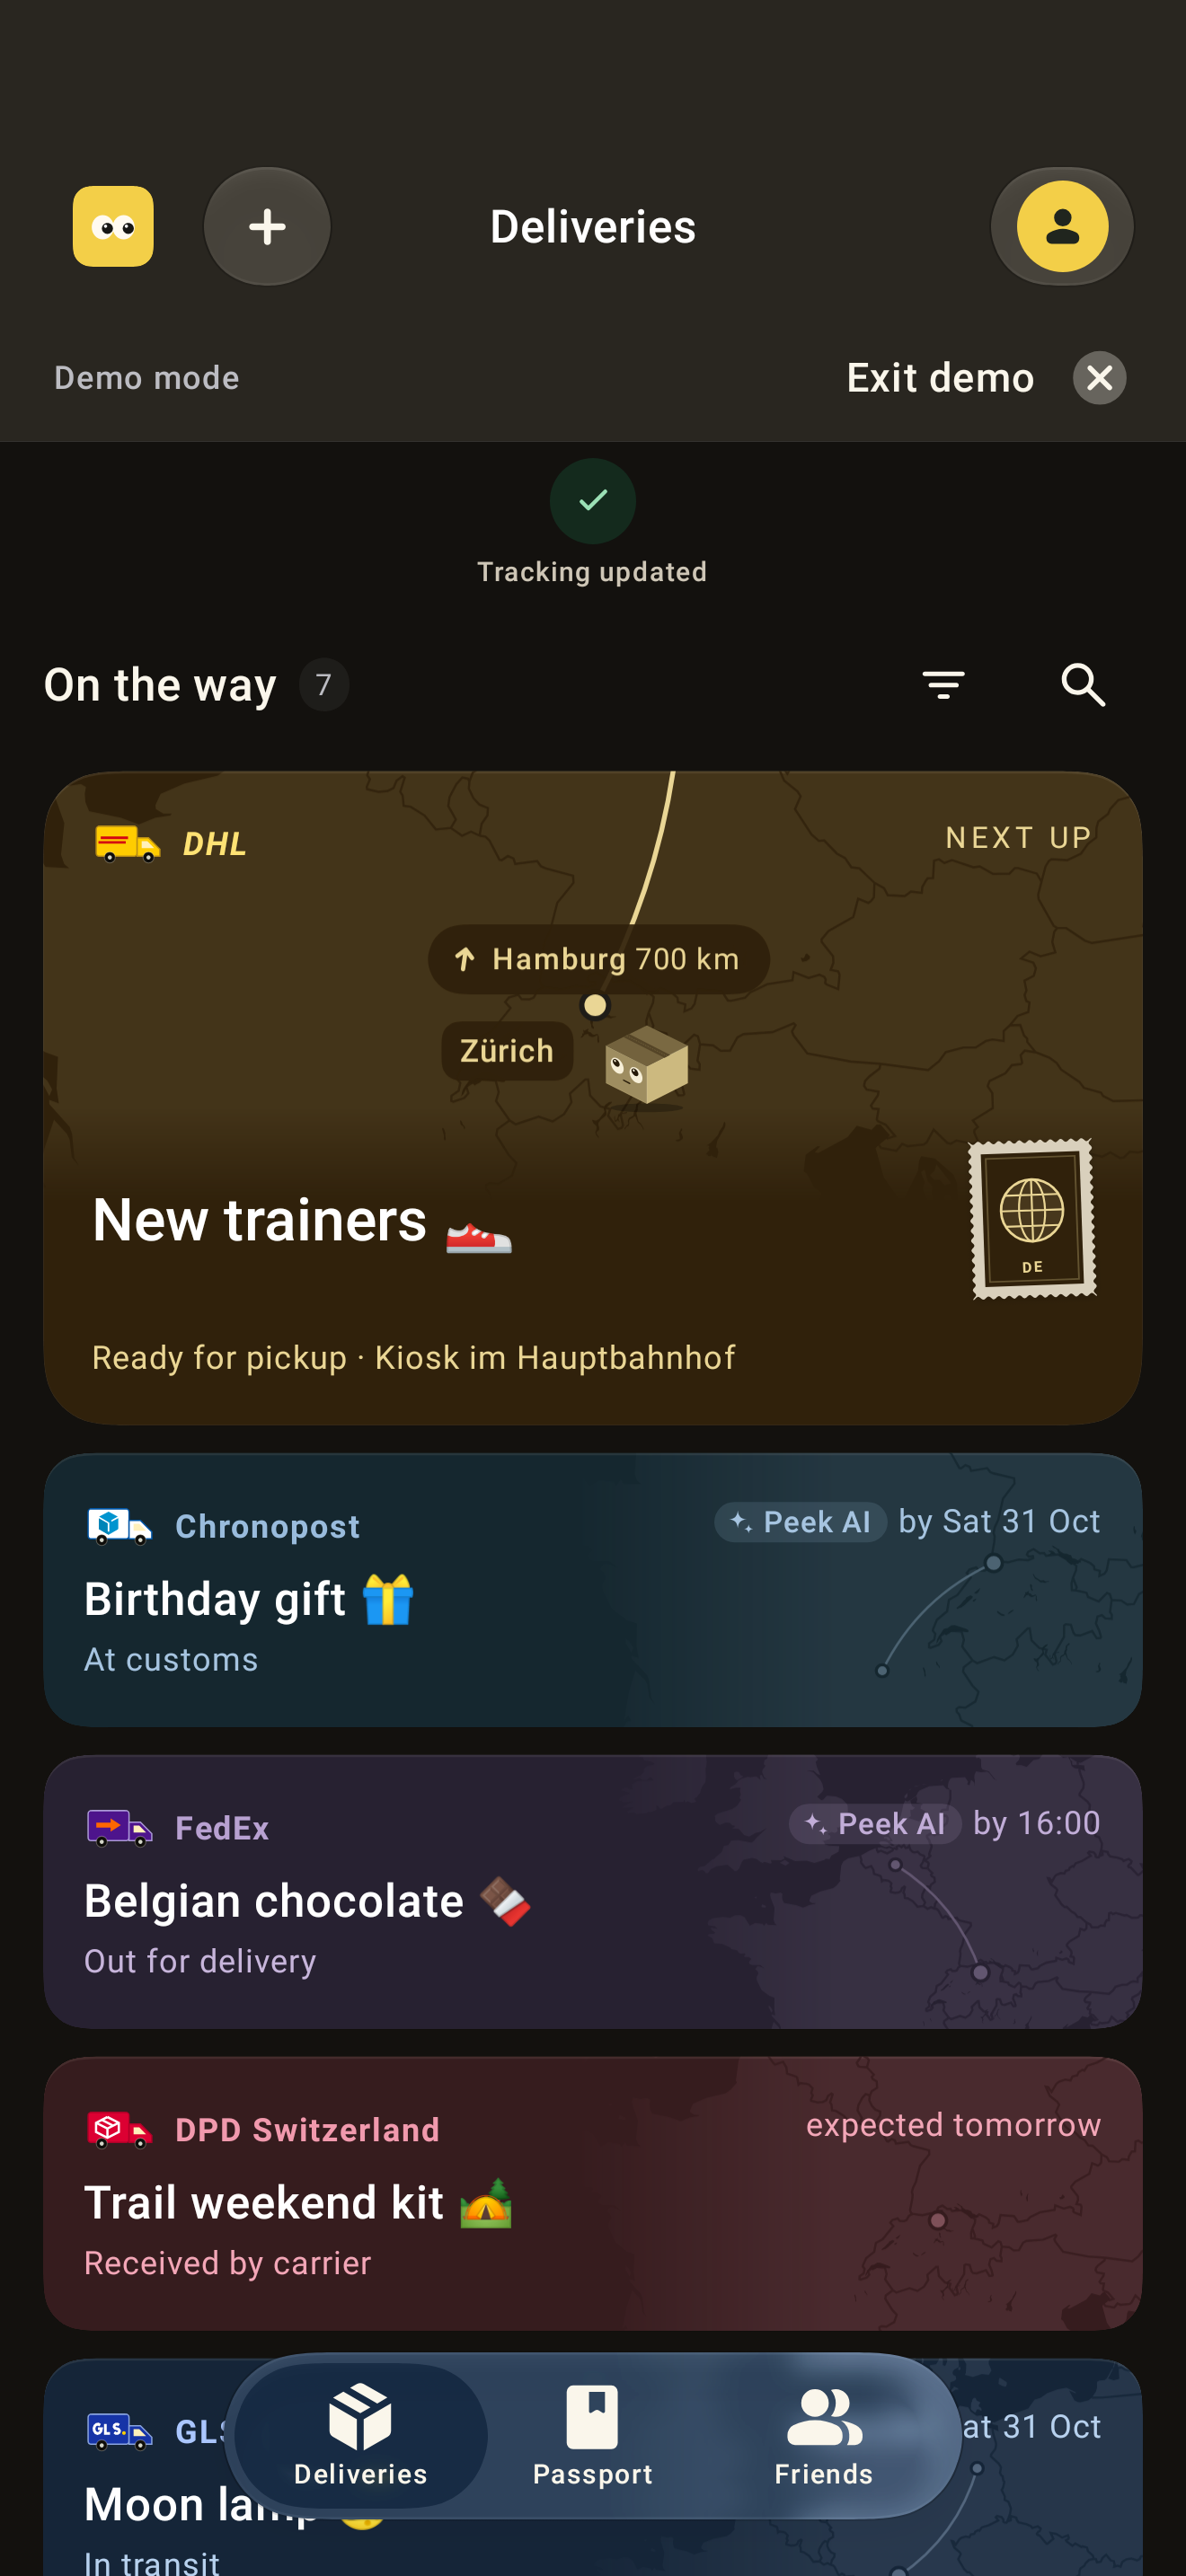 Deliveries
Demo mode
Exit demo
Tracking updated
On the way 7
DHL
NEXT UP
Hamburg 700 km
Zürich
New trainers
DE
Ready for pickup · Kiosk im Hauptbahnhof
Chronopost
Peek AI by Sat 31 Oct
Birthday gift
At customs
FedEx
Peek AI by 16:00
Belgian chocolate
Out for delivery
DPD Switzerland
expected tomorrow
Trail weekend kit
Received by carrier
GLS.
GLS
at 31 Oct
Moon lamp
In transit
Deliveries
Passport
Friends